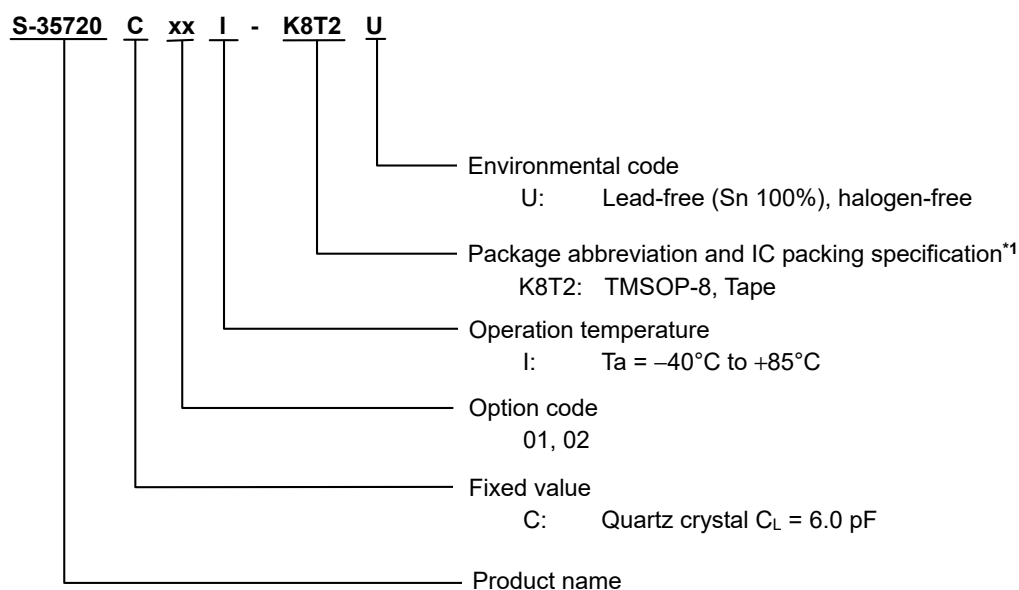 S-35720 C xx I - K8T2 U
Environmental code
U: Lead-free (Sn 100%), halogen-free
Package abbreviation and IC packing specification*1
K8T2: TMSOP-8, Tape
Operation temperature
I: Ta = −40°C to +85°C
Option code
01, 02
Fixed value
C: Quartz crystal CL = 6.0 pF
Product name